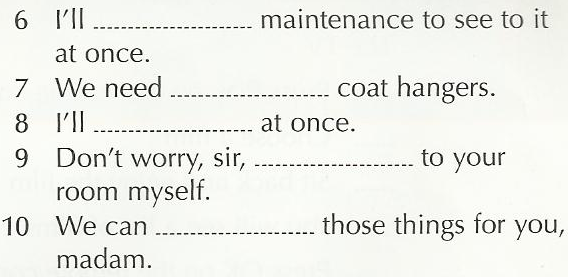 6 I'll ........................ maintenance to see to it
at once.
7 We need ........................ coat hangers.
8 I'll ........................ at once.
9 Don't worry, sir, ........................ to your
room myself.
10 We can ........................ those things for you,
madam.